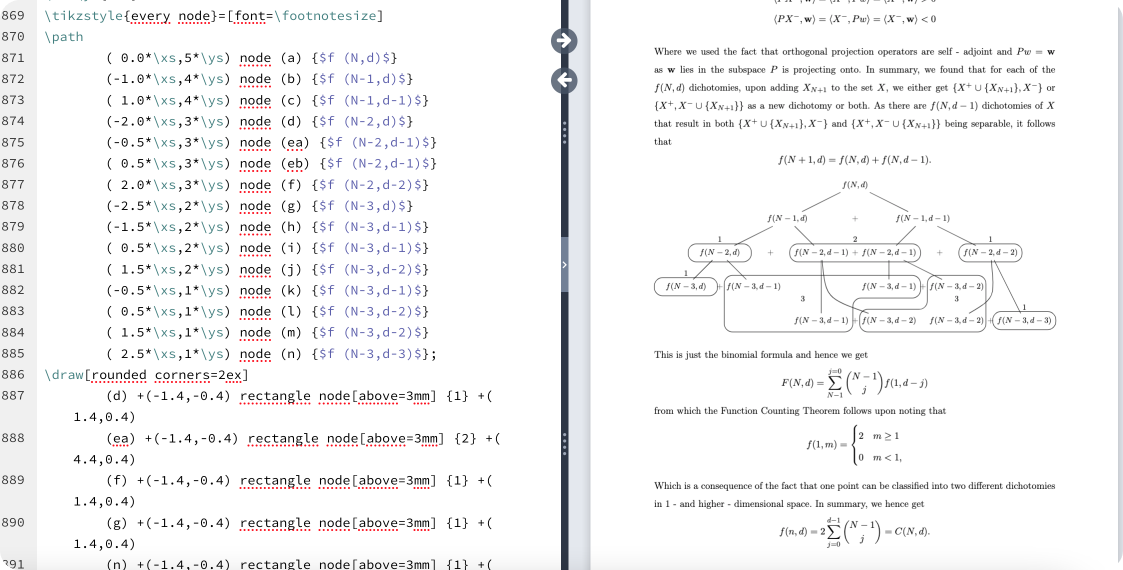 869 \tikzstyle{every node}=[font=\footnotesize]
870 \path
871 ( 0.0*\xs,5*\ys) node (a) {$f (N,d)$}
872 (-1.0*\xs,4*\ys) node (b) {$f (N-1,d)$}
873 ( 1.0*\xs,4*\ys) node (c) {$f (N-1,d-1)$}
874 (-2.0*\xs,3*\ys) node (d) {$f (N-2,d)$}
875 (-0.5*\xs,3*\ys) node (ea) {$f (N-2,d-1)$}
876 ( 0.5*\xs,3*\ys) node (eb) {$f (N-2,d-1)$}
877 ( 2.0*\xs,3*\ys) node (f) {$f (N-2,d-2)$}
878 (-2.5*\xs,2*\ys) node (g) {$f (N-3,d)$}
879 (-1.5*\xs,2*\ys) node (h) {$f (N-3,d-1)$}
880 ( 0.5*\xs,2*\ys) node (i) {$f (N-3,d-1)$}
881 ( 1.5*\xs,2*\ys) node (j) {$f (N-3,d-2)$}
882 (-0.5*\xs,1*\ys) node (k) {$f (N-3,d-1)$}
883 ( 0.5*\xs,1*\ys) node (l) {$f (N-3,d-2)$}
884 ( 1.5*\xs,1*\ys) node (m) {$f (N-3,d-2)$}
885 ( 2.5*\xs,1*\ys) node (n) {$f (N-3,d-3)$};
886 \draw[rounded corners=2ex]
887 (d) +(-1.4,-0.4) rectangle node[above=3mm] {1} +(
1.4,0.4)
888 (ea) +(-1.4,-0.4) rectangle node[above=3mm] {2} +(
4.4,0.4)
889 (f) +(-1.4,-0.4) rectangle node[above=3mm] {1} +(
1.4,0.4)
890 (g) +(-1.4,-0.4) rectangle node[above=3mm] {1} +(
1.4,0.4)
891 (n) +(-1.4,-0.4) rectangle node[above=3mm] {1} +(
⟨PX⁻, w⟩ = ⟨X⁻, Pw⟩ = ⟨X⁻, w⟩ < 0
Where we used the fact that orthogonal projection operators are self - adjoint and Pw = w
as w lies in the subspace P is projecting onto. In summary, we found that for each of the
f(N, d) dichotomies, upon adding X_{N+1} to the set X, we either get {X⁺ ∪ {X_{N+1}}, X⁻} or
{X⁺, X⁻ ∪ {X_{N+1}}} as a new dichotomy or both. As there are f(N, d − 1) dichotomies of X
that result in both {X⁺ ∪ {X_{N+1}}, X⁻} and {X⁺, X⁻ ∪ {X_{N+1}}} being separable, it follows
that
f(N + 1, d) = f(N, d) + f(N, d − 1).
f(N, d)
f(N − 1, d) + f(N − 1, d − 1)
1 2 1
f(N − 2, d) + f(N − 2, d − 1) + f(N − 2, d − 1) + f(N − 2, d − 2)
1
f(N − 3, d) + f(N − 3, d − 1) f(N − 3, d − 1) + f(N − 3, d − 2)
3 3
1
f(N − 3, d − 1) + f(N − 3, d − 2) f(N − 3, d − 2) + f(N − 3, d − 3)
This is just the binomial formula and hence we get
F(N, d) = \sum_{N−1}^{j=0} \binom{N − 1}{j} f(1, d − j)
from which the Function Counting Theorem follows upon noting that
f(1, m) = { 2 m ≥ 1
0 m < 1,
Which is a consequence of the fact that one point can be classified into two different dichotomies
in 1 - and higher - dimensional space. In summary, we hence get
f(n, d) = 2 \sum_{j=0}^{d−1} \binom{N − 1}{j} = C(N, d).